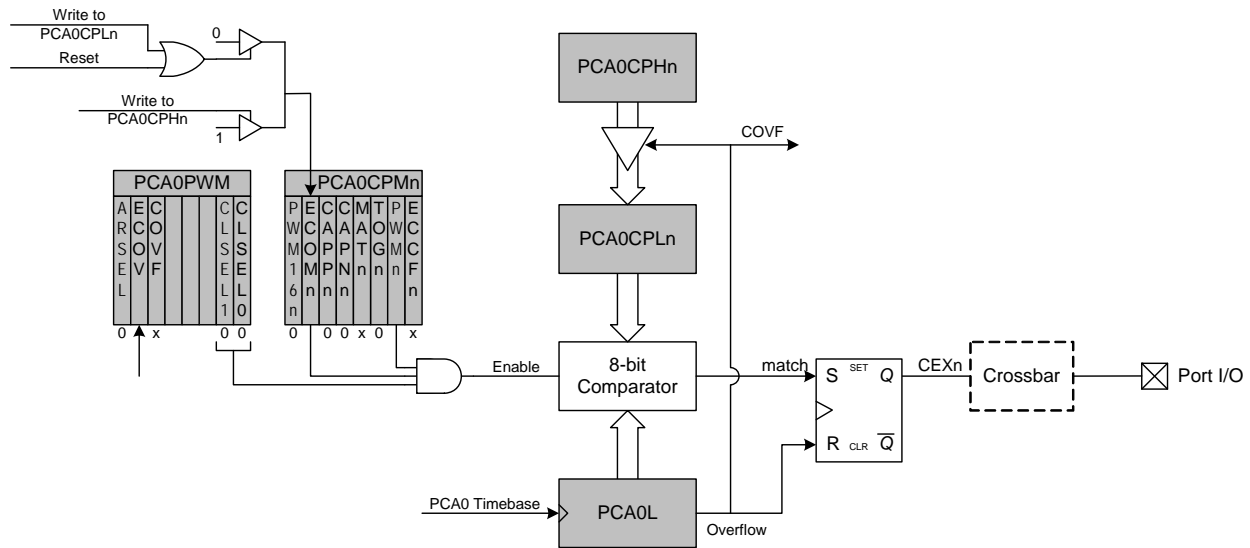 Write to
PCA0CPLn
Reset
0
Write to
PCA0CPHn
1
PCA0CPHn
COVF
PCA0PWM
ARSEL
ECOV
COVF
CLSEL1
CLSEL0
0
x
0
0
PCA0CPMn
PWM16n
ECOMn
CAPPn
CAPNn
MATn
TOGn
PWMn
ECCFn
0
0
0
x
0
x
PCA0CPLn
Enable
8-bit
Comparator
match
S
SET
Q
R
CLR
Q
CEXn
Crossbar
Port I/O
PCA0 Timebase
PCA0L
Overflow